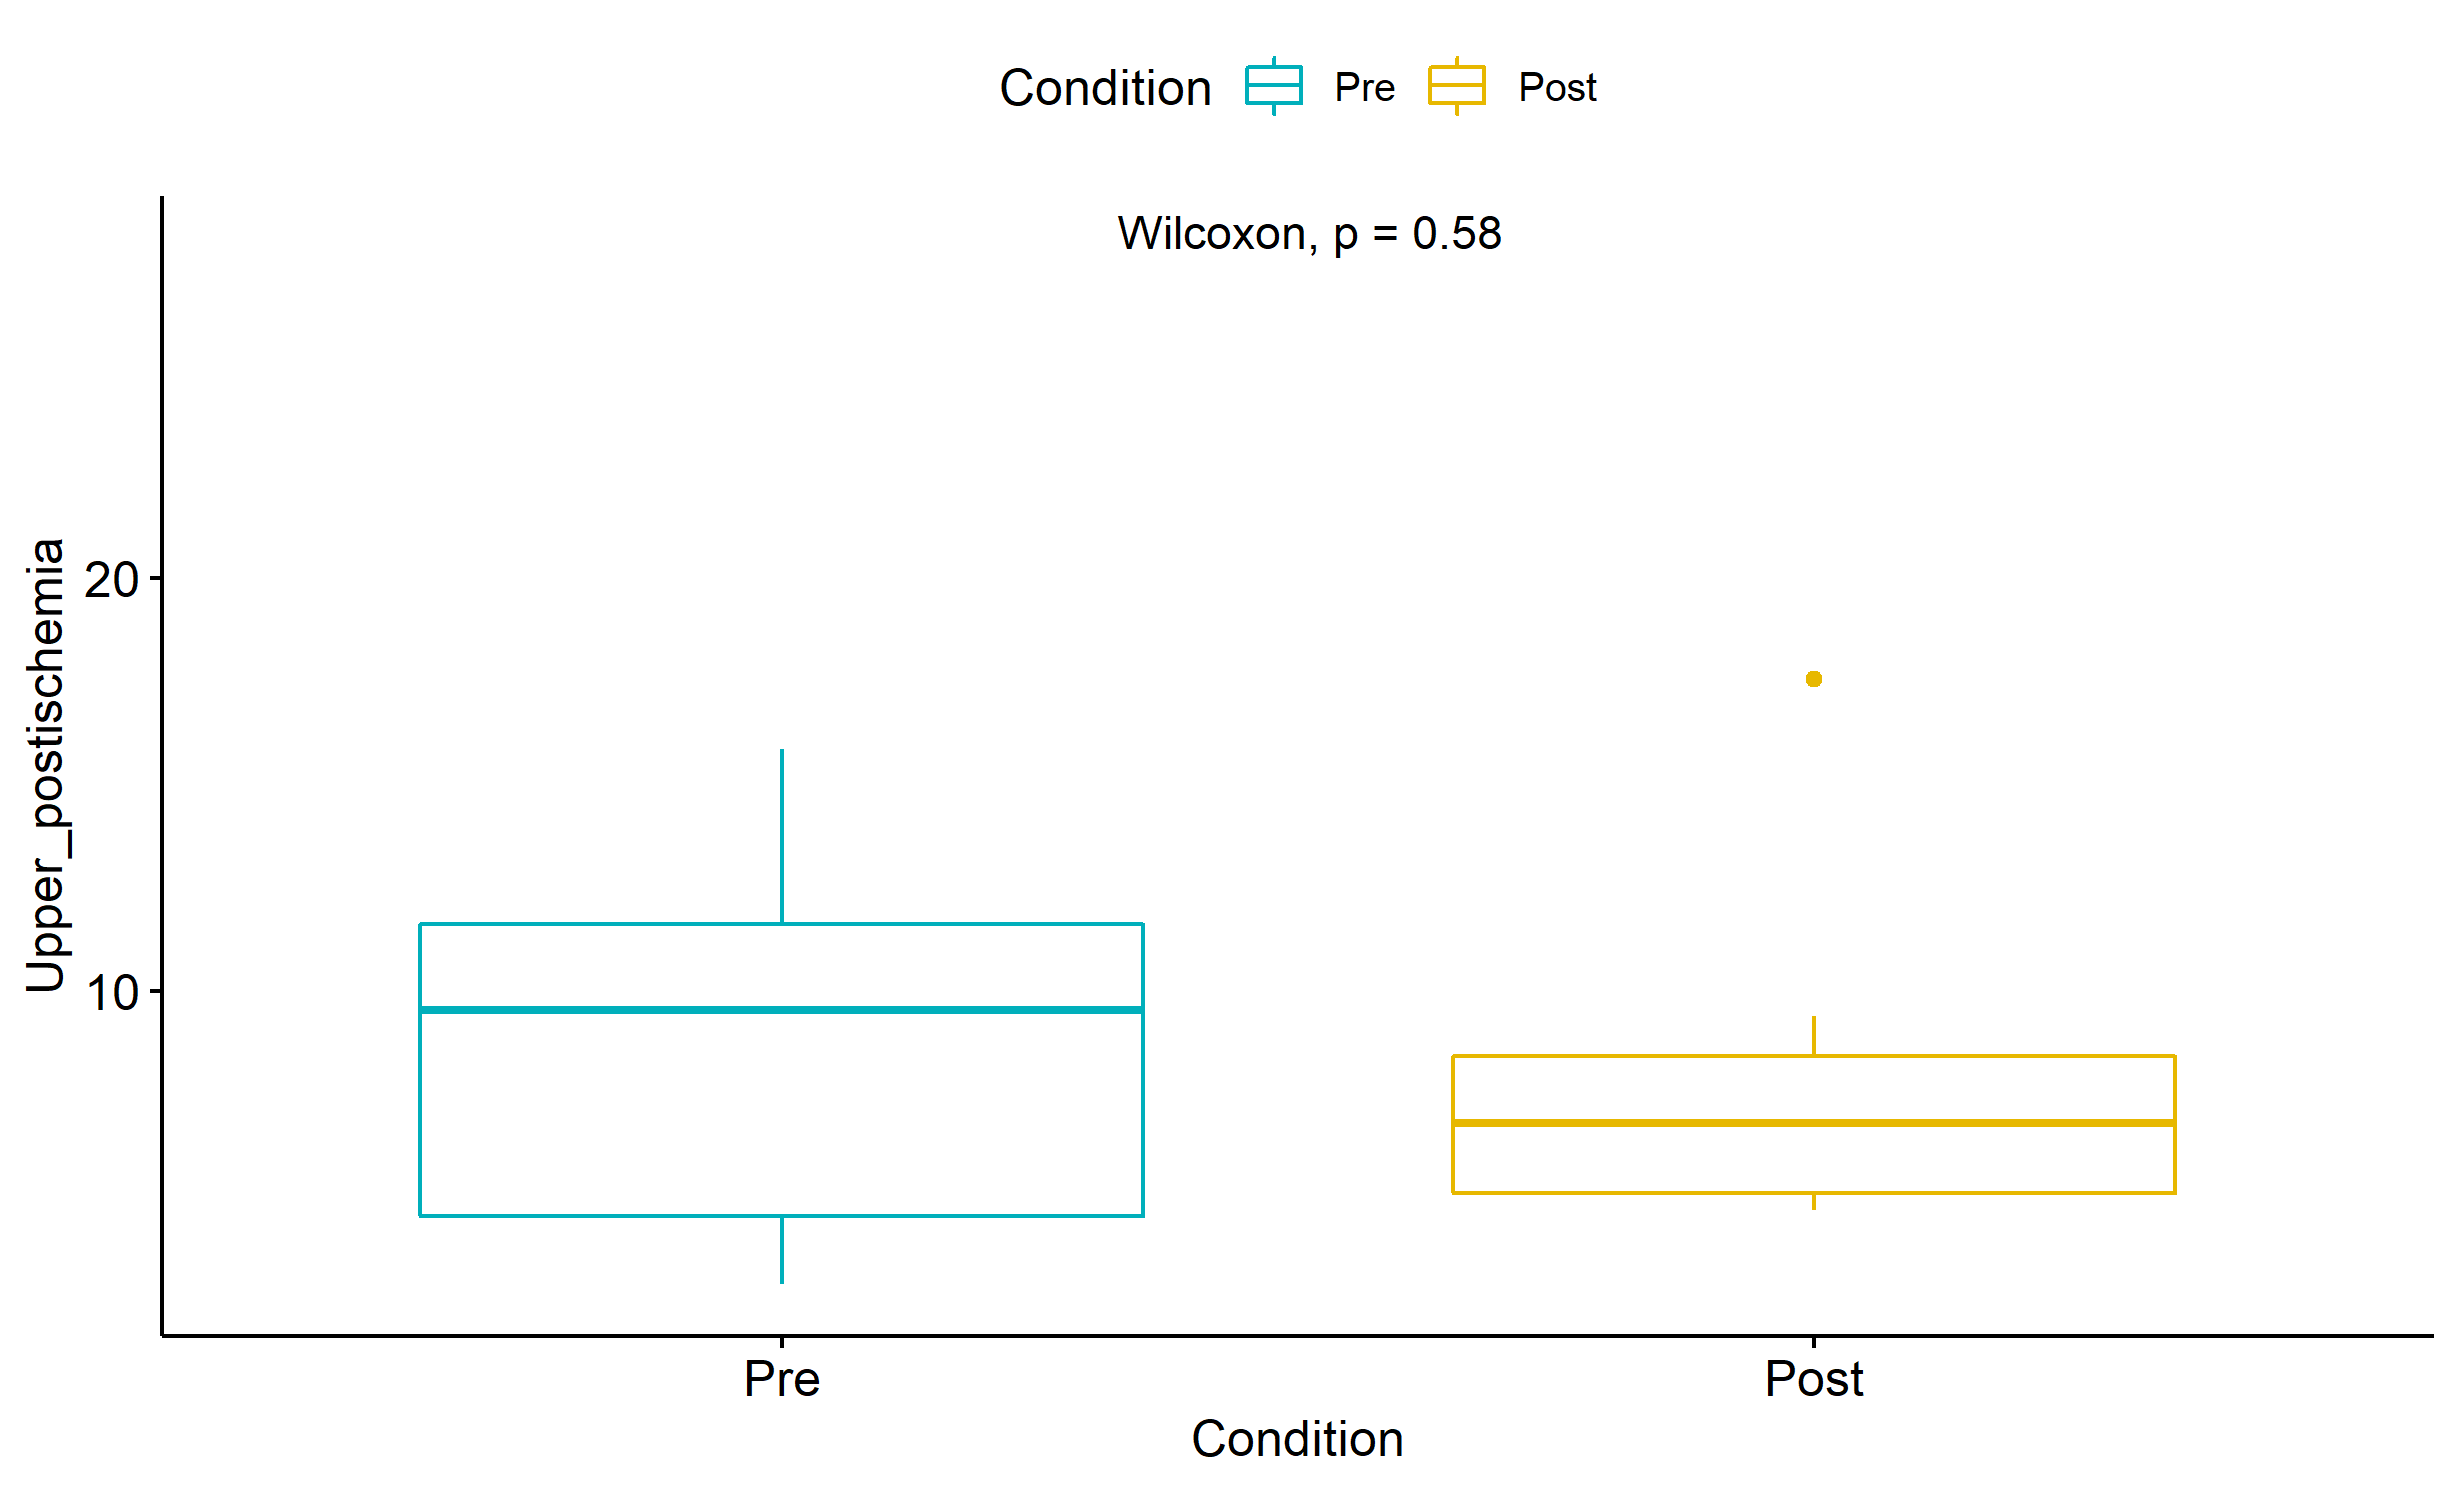 Condition Pre Post
Wilcoxon, p = 0.58
Upper_postischemia
20
10
Pre Post
Condition